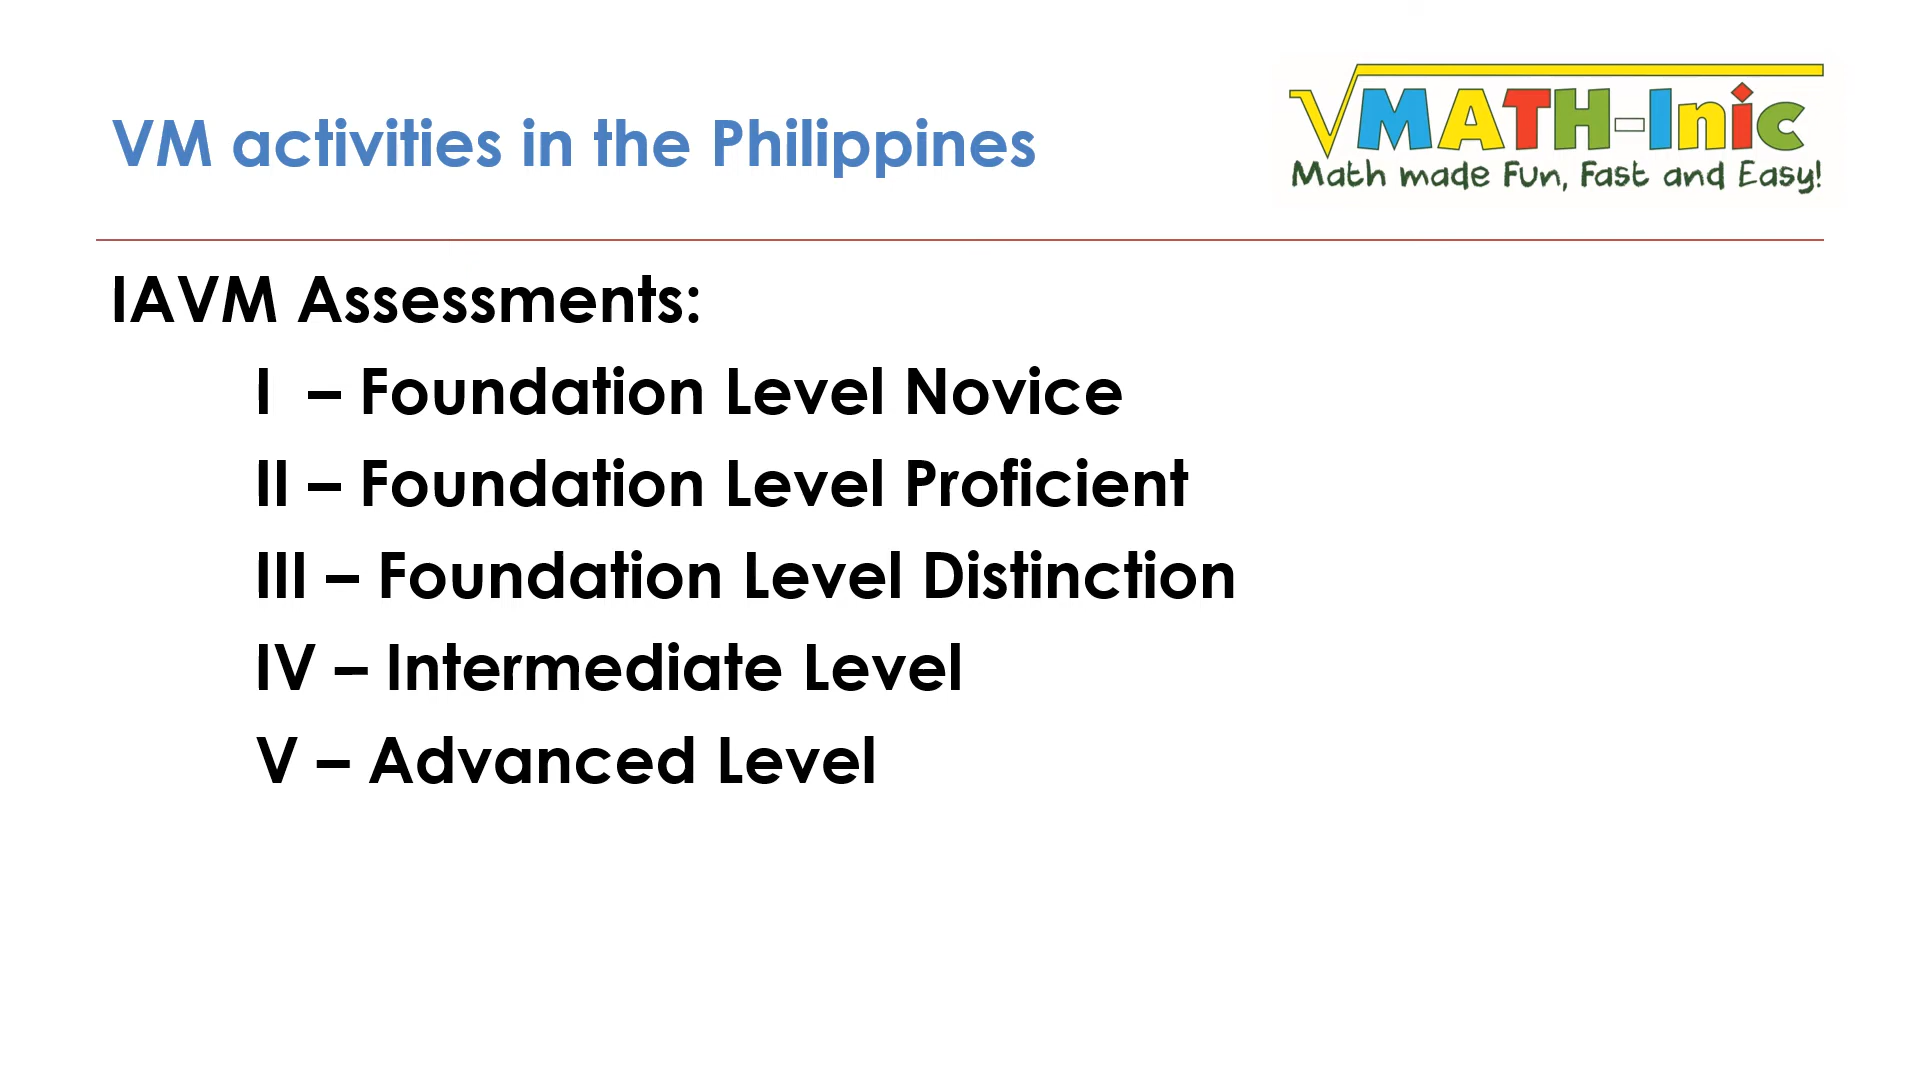 VM activities in the Philippines
MATH-Inic
Math made Fun, Fast and Easy!
IAVM Assessments:
I – Foundation Level Novice
II – Foundation Level Proficient
III – Foundation Level Distinction
IV – Intermediate Level
V – Advanced Level